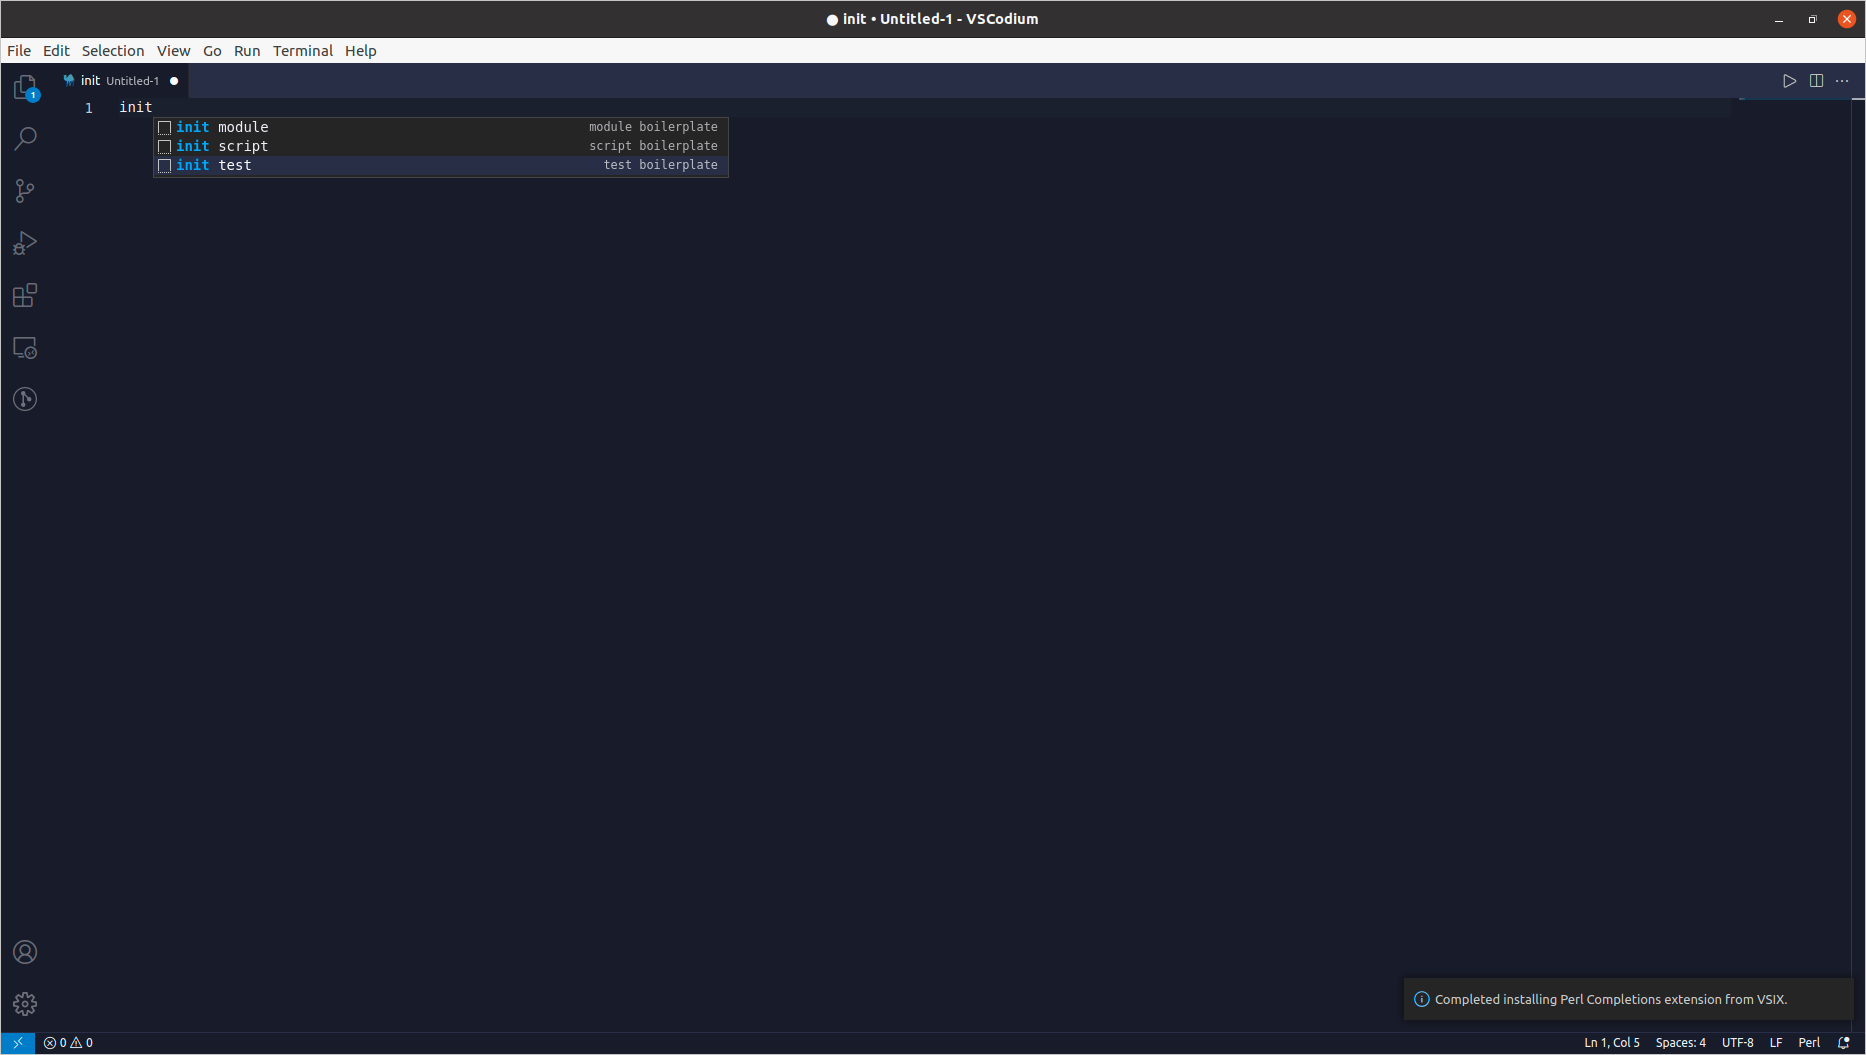 ● init • Untitled-1 - VSCodium
File Edit Selection View Go Run Terminal Help
init Untitled-1
1
1 init
init module module boilerplate
init script script boilerplate
init test test boilerplate
Completed installing Perl Completions extension from VSIX.
0 0 Ln 1, Col 5 Spaces: 4 UTF-8 LF Perl